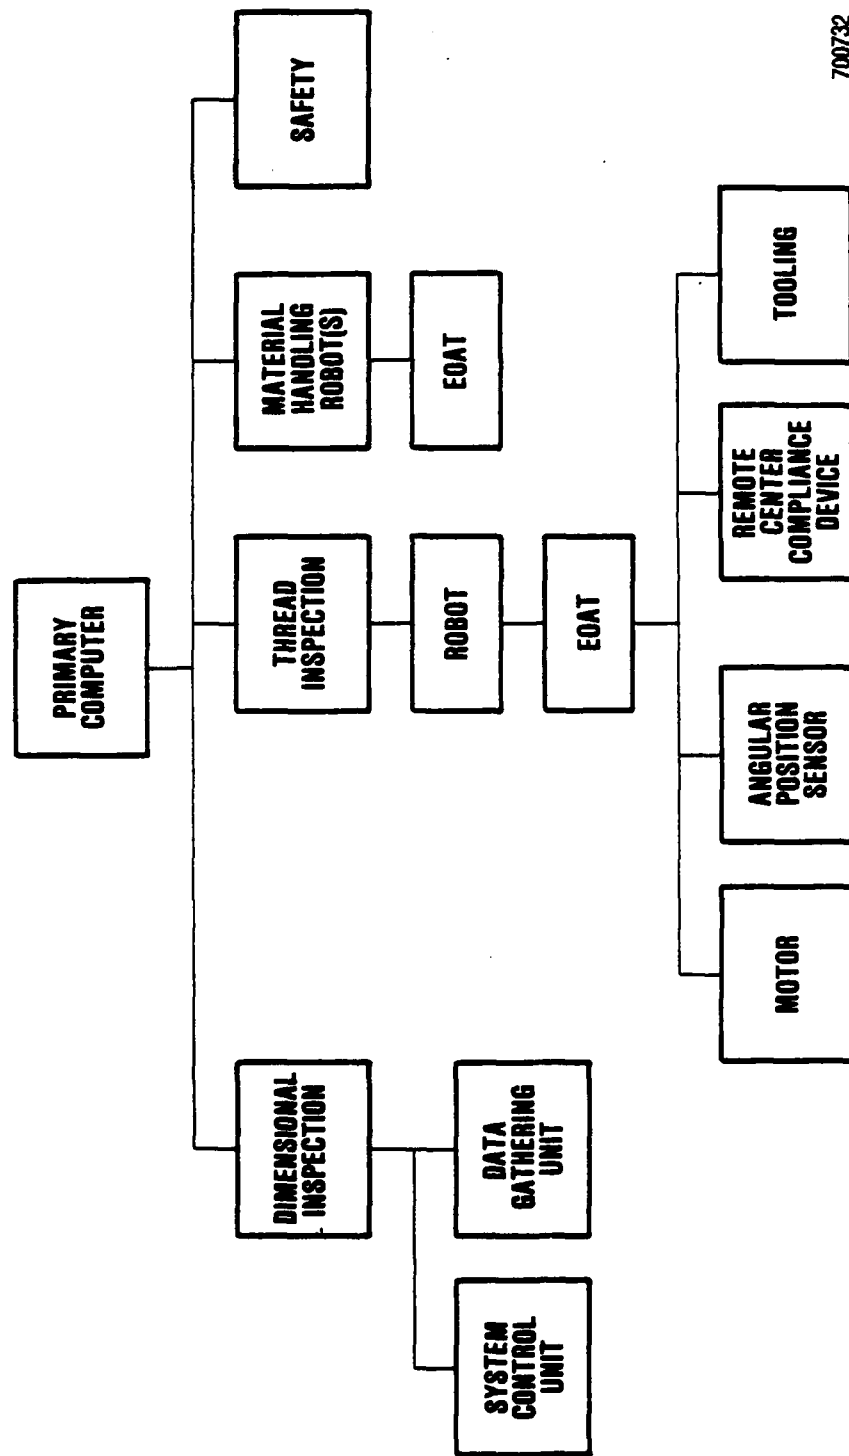 PRIMARY
COMPUTER
DIMENSIONAL
INSPECTION
THREAD
INSPECTION
MATERIAL
HANDLING
ROBOT(S)
SAFETY
SYSTEM
CONTROL
UNIT
DATA
GATHERING
UNIT
ROBOT
EOAT
EOAT
MOTOR
ANGULAR
POSITION
SENSOR
REMOTE
CENTER
COMPLIANCE
DEVICE
TOOLING
700732